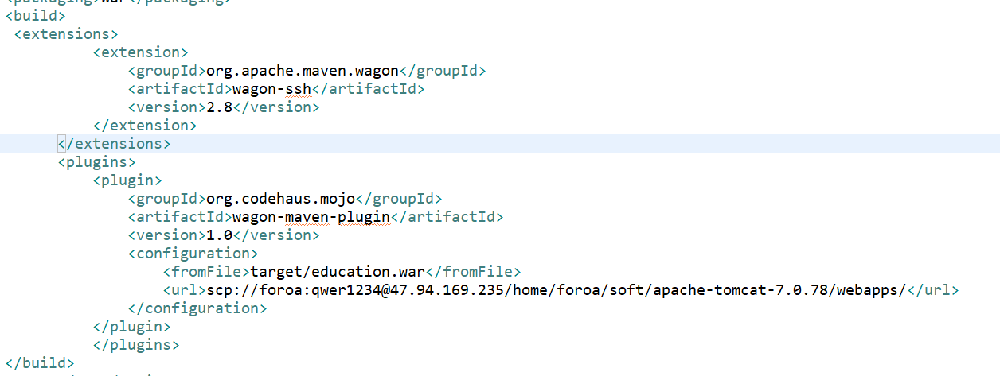 <packaging>war</packaging>
<build>
<extensions>
<extension>
<groupId>org.apache.maven.wagon</groupId>
<artifactId>wagon-ssh</artifactId>
<version>2.8</version>
</extension>
</extensions>
<plugins>
<plugin>
<groupId>org.codehaus.mojo</groupId>
<artifactId>wagon-maven-plugin</artifactId>
<version>1.0</version>
<configuration>
<fromFile>target/education.war</fromFile>
<url>scp://foroa:qwer1234@47.94.169.235/home/foroa/soft/apache-tomcat-7.0.78/webapps/</url>
</configuration>
</plugin>
</plugins>
</build>